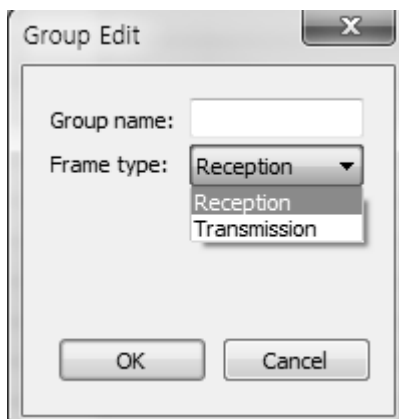 Group Edit
X
Group name:
Frame type: Reception
Reception
Transmission
OK Cancel